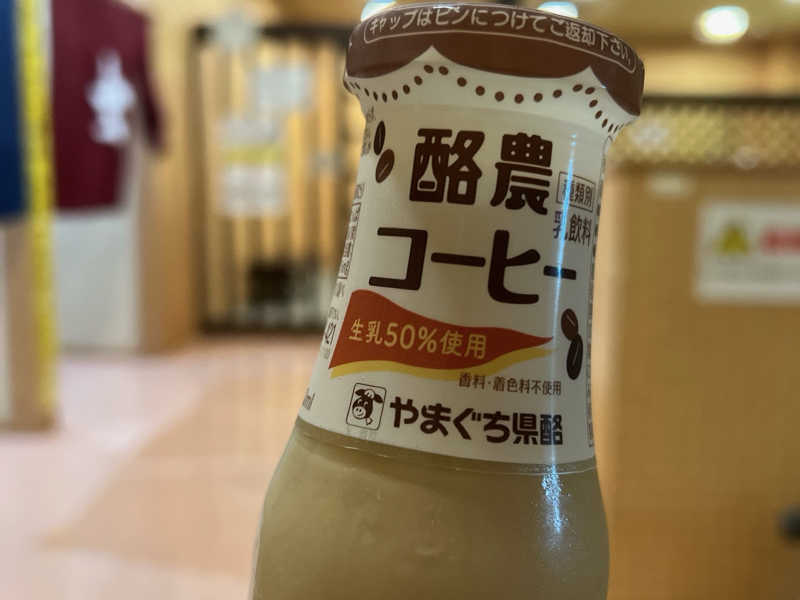 キャップはビンにつけてご返却下さい
酪農
コーヒー
種類別
乳飲料
生乳50%使用
香料・着色料不使用
やまぐち県酪